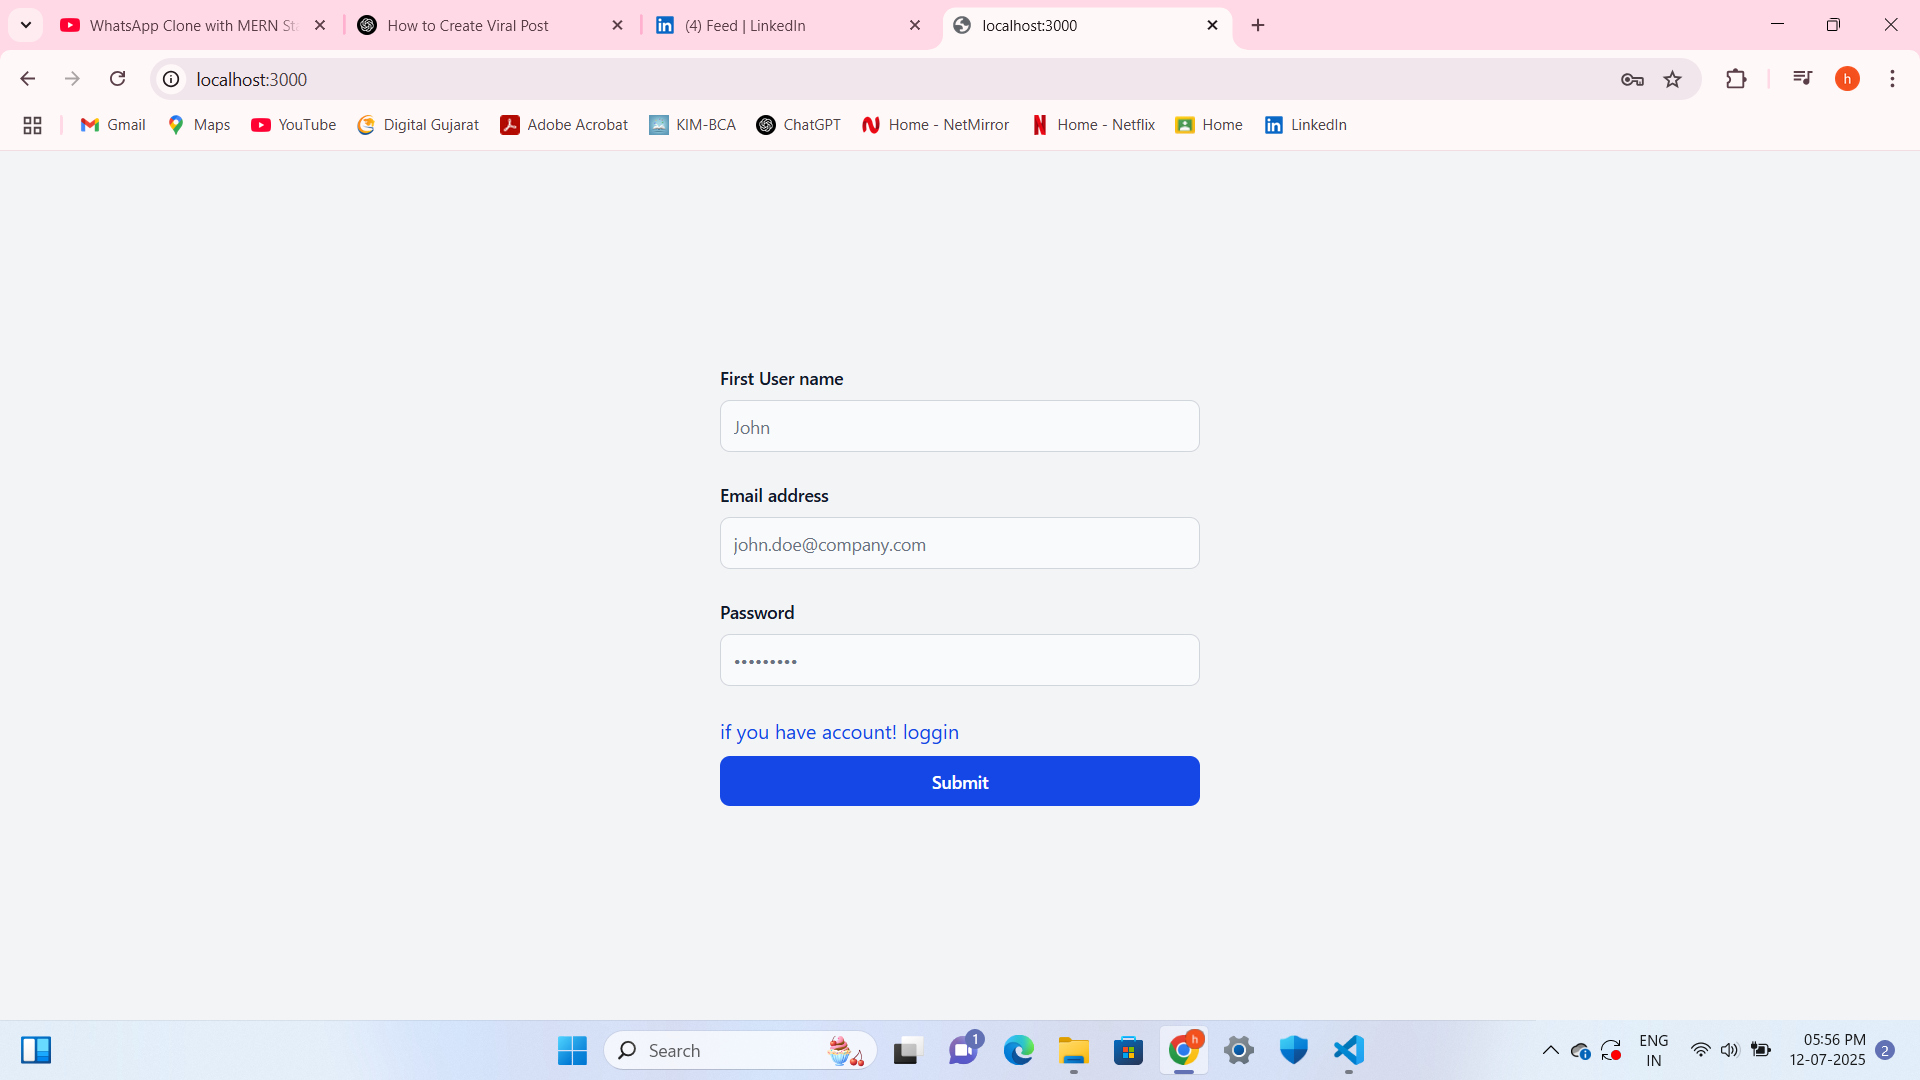 WhatsApp Clone with MERN Sta
How to Create Viral Post
(4) Feed | LinkedIn
localhost:3000
localhost:3000
h
Gmail
Maps
YouTube
Digital Gujarat
Adobe Acrobat
KIM-BCA
ChatGPT
Home - NetMirror
Home - Netflix
Home
LinkedIn
First User name
John
Email address
john.doe@company.com
Password
•••••••••
if you have account! loggin
Submit
Search
1
h
ENG
IN
05:56 PM
12-07-2025
2